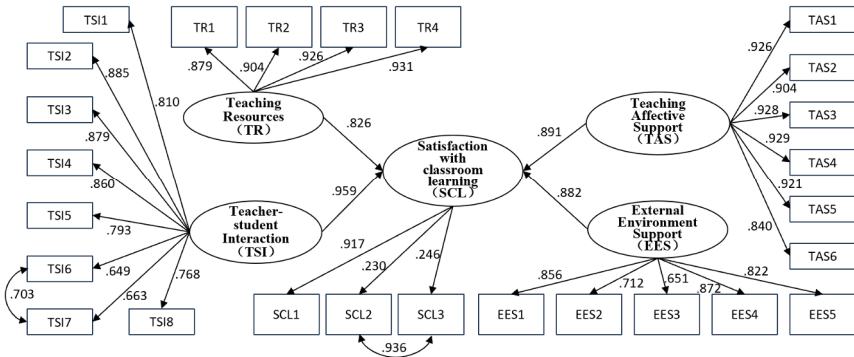 TSI1
TR1
TR2
TR3
TR4
TAS1
TSI2
.885
.879
.904
.926
.931
.926
TAS2
.904
TSI3
.810
Teaching
Resources
（TR）
Teaching
Affective
Support
（TAS）
.928
TAS3
.879
.826
Satisfaction
with
classroom
learning
（SCL）
.891
.929
TAS4
TSI4
.860
.959
.882
.921
TAS5
TSI5
.793
Teacher-
student
Interaction
（TSI）
External
Environment
Support
（EES）
.840
TAS6
TSI6
.649
.768
.917
.230
.246
.856
.712
.651
.872
.822
.703
.663
TSI7
TSI8
SCL1
SCL2
SCL3
EES1
EES2
EES3
EES4
EES5
.936